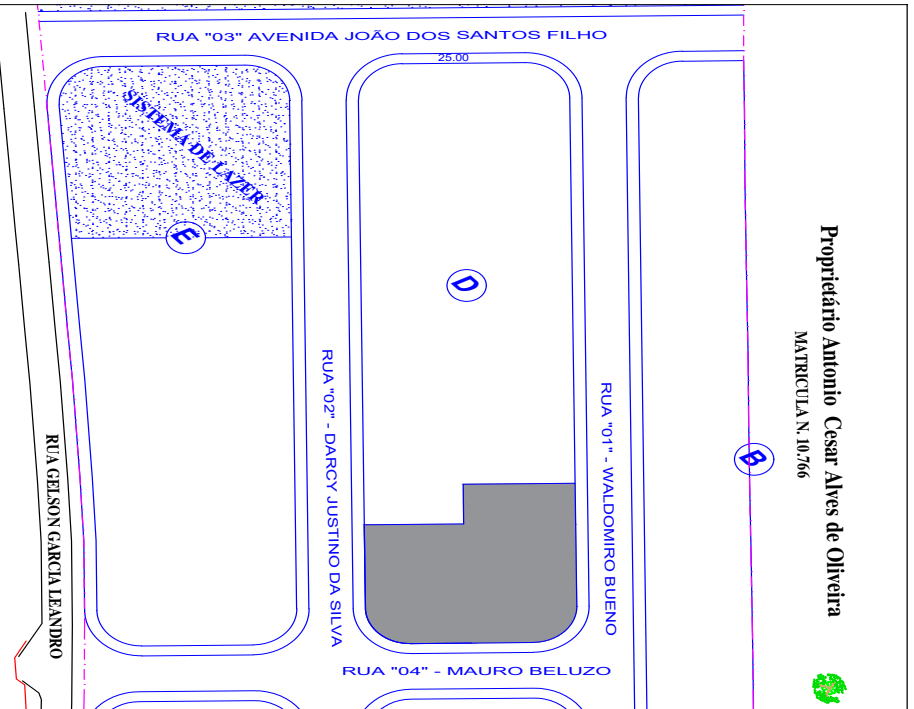 RUA "03" AVENIDA JOÃO DOS SANTOS FILHO
25.00
SISTEMA DE LAZER
E
D
B
Proprietário Antonio Cesar Alves de Oliveira
MATRICULA N. 10.766
RUA "01" - WALDOMIRO BUENO
RUA "02" - DARCY JUSTINO DA SILVA
RUA GELSON GARCIA LEANDRO
RUA "04" - MAURO BELUZO